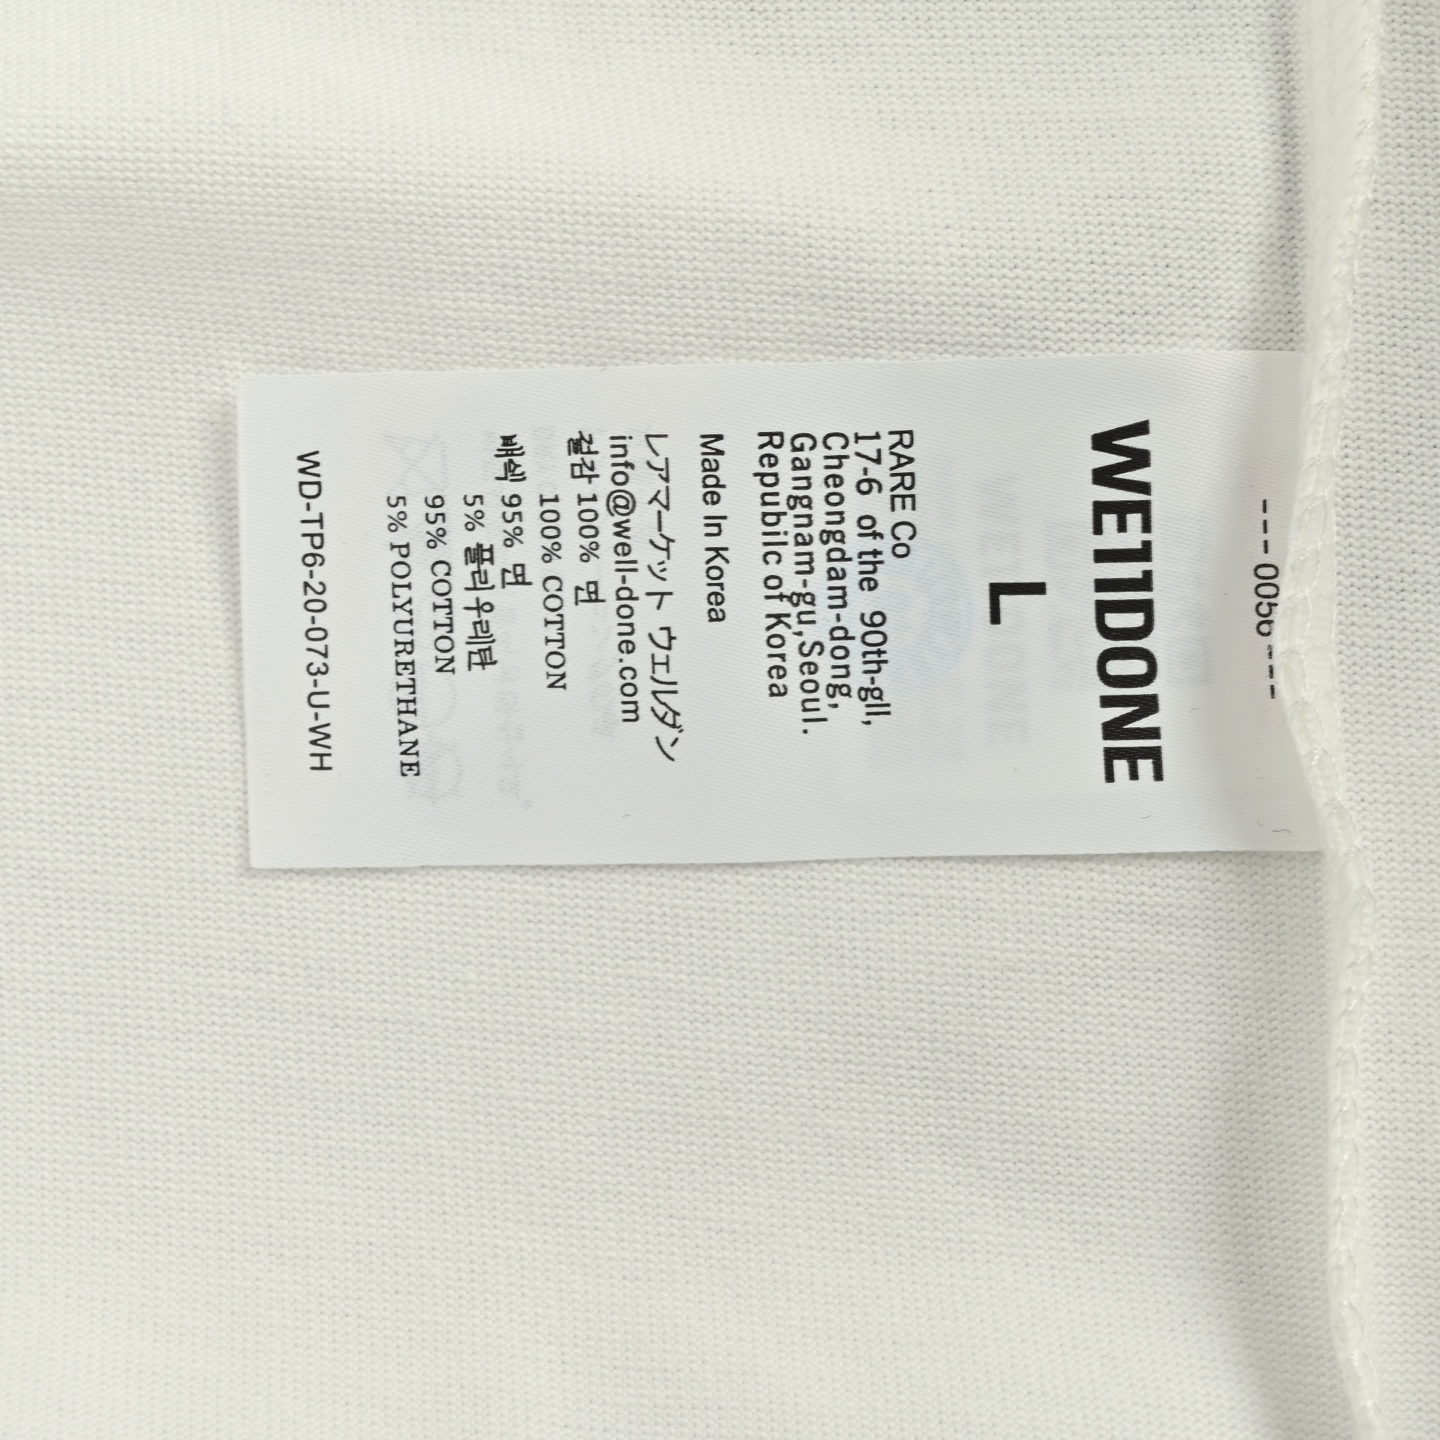 WE11DONE
L
RARE Co
17-6 of the 90th-gil,
Cheongdam-dong,
Gangnam-gu,Seoul.
Repubilc of Korea
Made In Korea
レアマーケット ウェルダン
info@well-done.com
겉감 100% 면
100% COTTON
배색 95% 면
5% 폴리우레탄
95% COTTON
5% POLYURETHANE
WD-TP6-20-073-U-WH